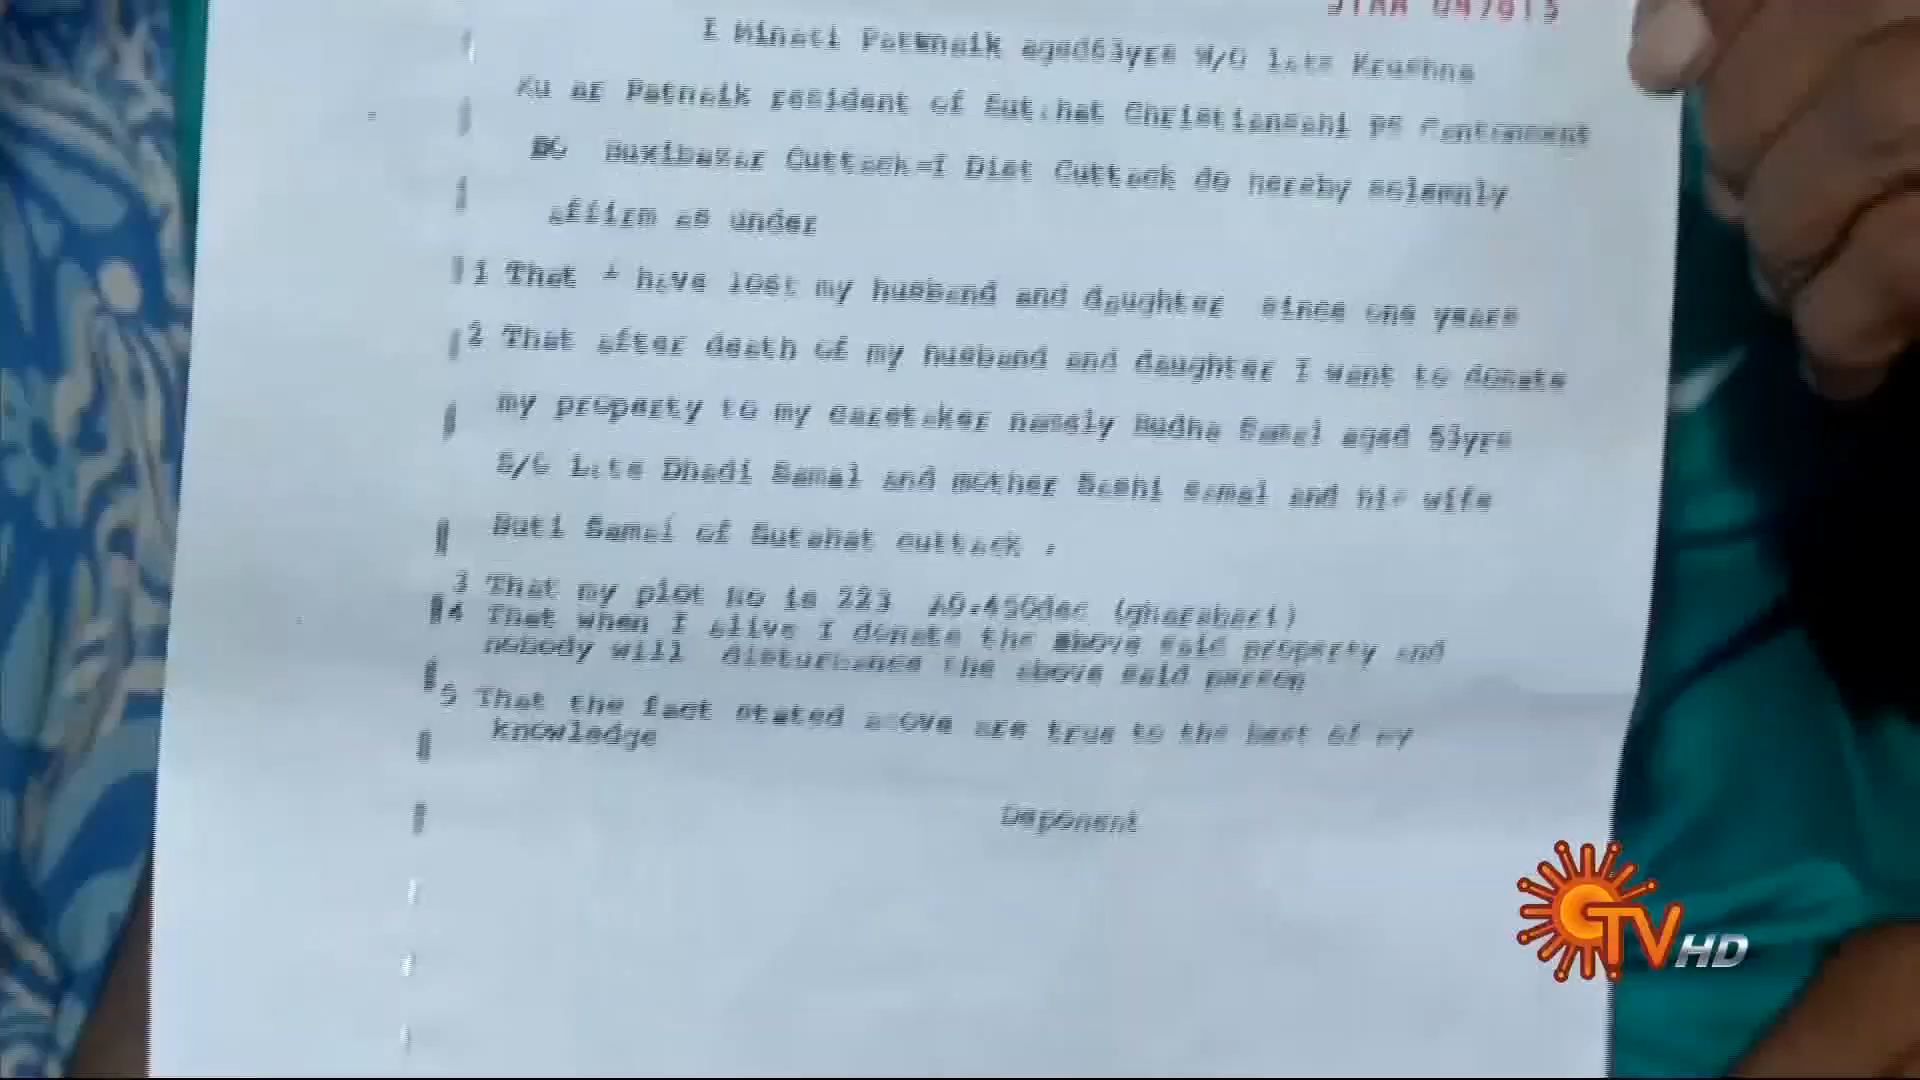 I Minati Patnaik aged 63yrs W/O late Krushna
Ku ar Patnaik resident of Sutahat Christiansahi PS Cantonment
Buxibazar Cuttack-I Dist Cuttack do hereby solemnly
affirm as under
1 That I have lost my husband and daughter since one years
2 That after death of my husband and daughter I want to donate
my property to my caretaker namely Budha Samal aged 53yrs
S/O Late Dhadi Samal and mother Sashi Samal and his wife
Buti Samal of Sutahat cuttack .
3 That my plot No is 223 A0.450dec (gharabari)
4 That when I alive I donate the above said property and
nobody will disturbance the above said person
5 That the fact stated above are true to the best of my
knowledge
Deponent
TV HD